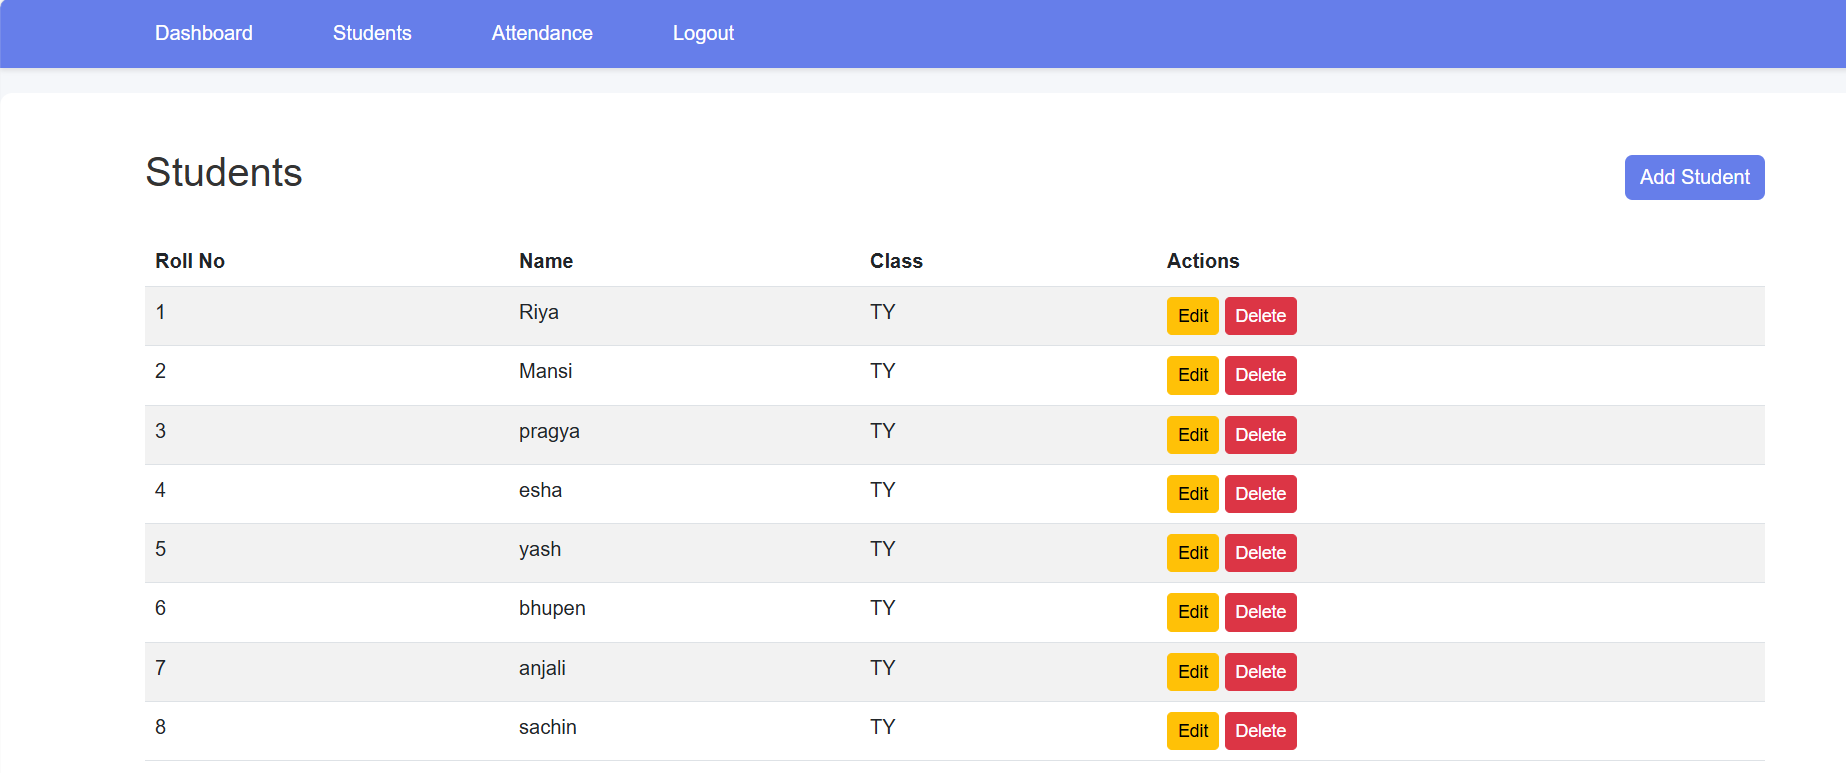 Dashboard Students Attendance Logout
Students Add Student
Roll No Name Class Actions
1 Riya TY Edit Delete
2 Mansi TY Edit Delete
3 pragya TY Edit Delete
4 esha TY Edit Delete
5 yash TY Edit Delete
6 bhupen TY Edit Delete
7 anjali TY Edit Delete
8 sachin TY Edit Delete